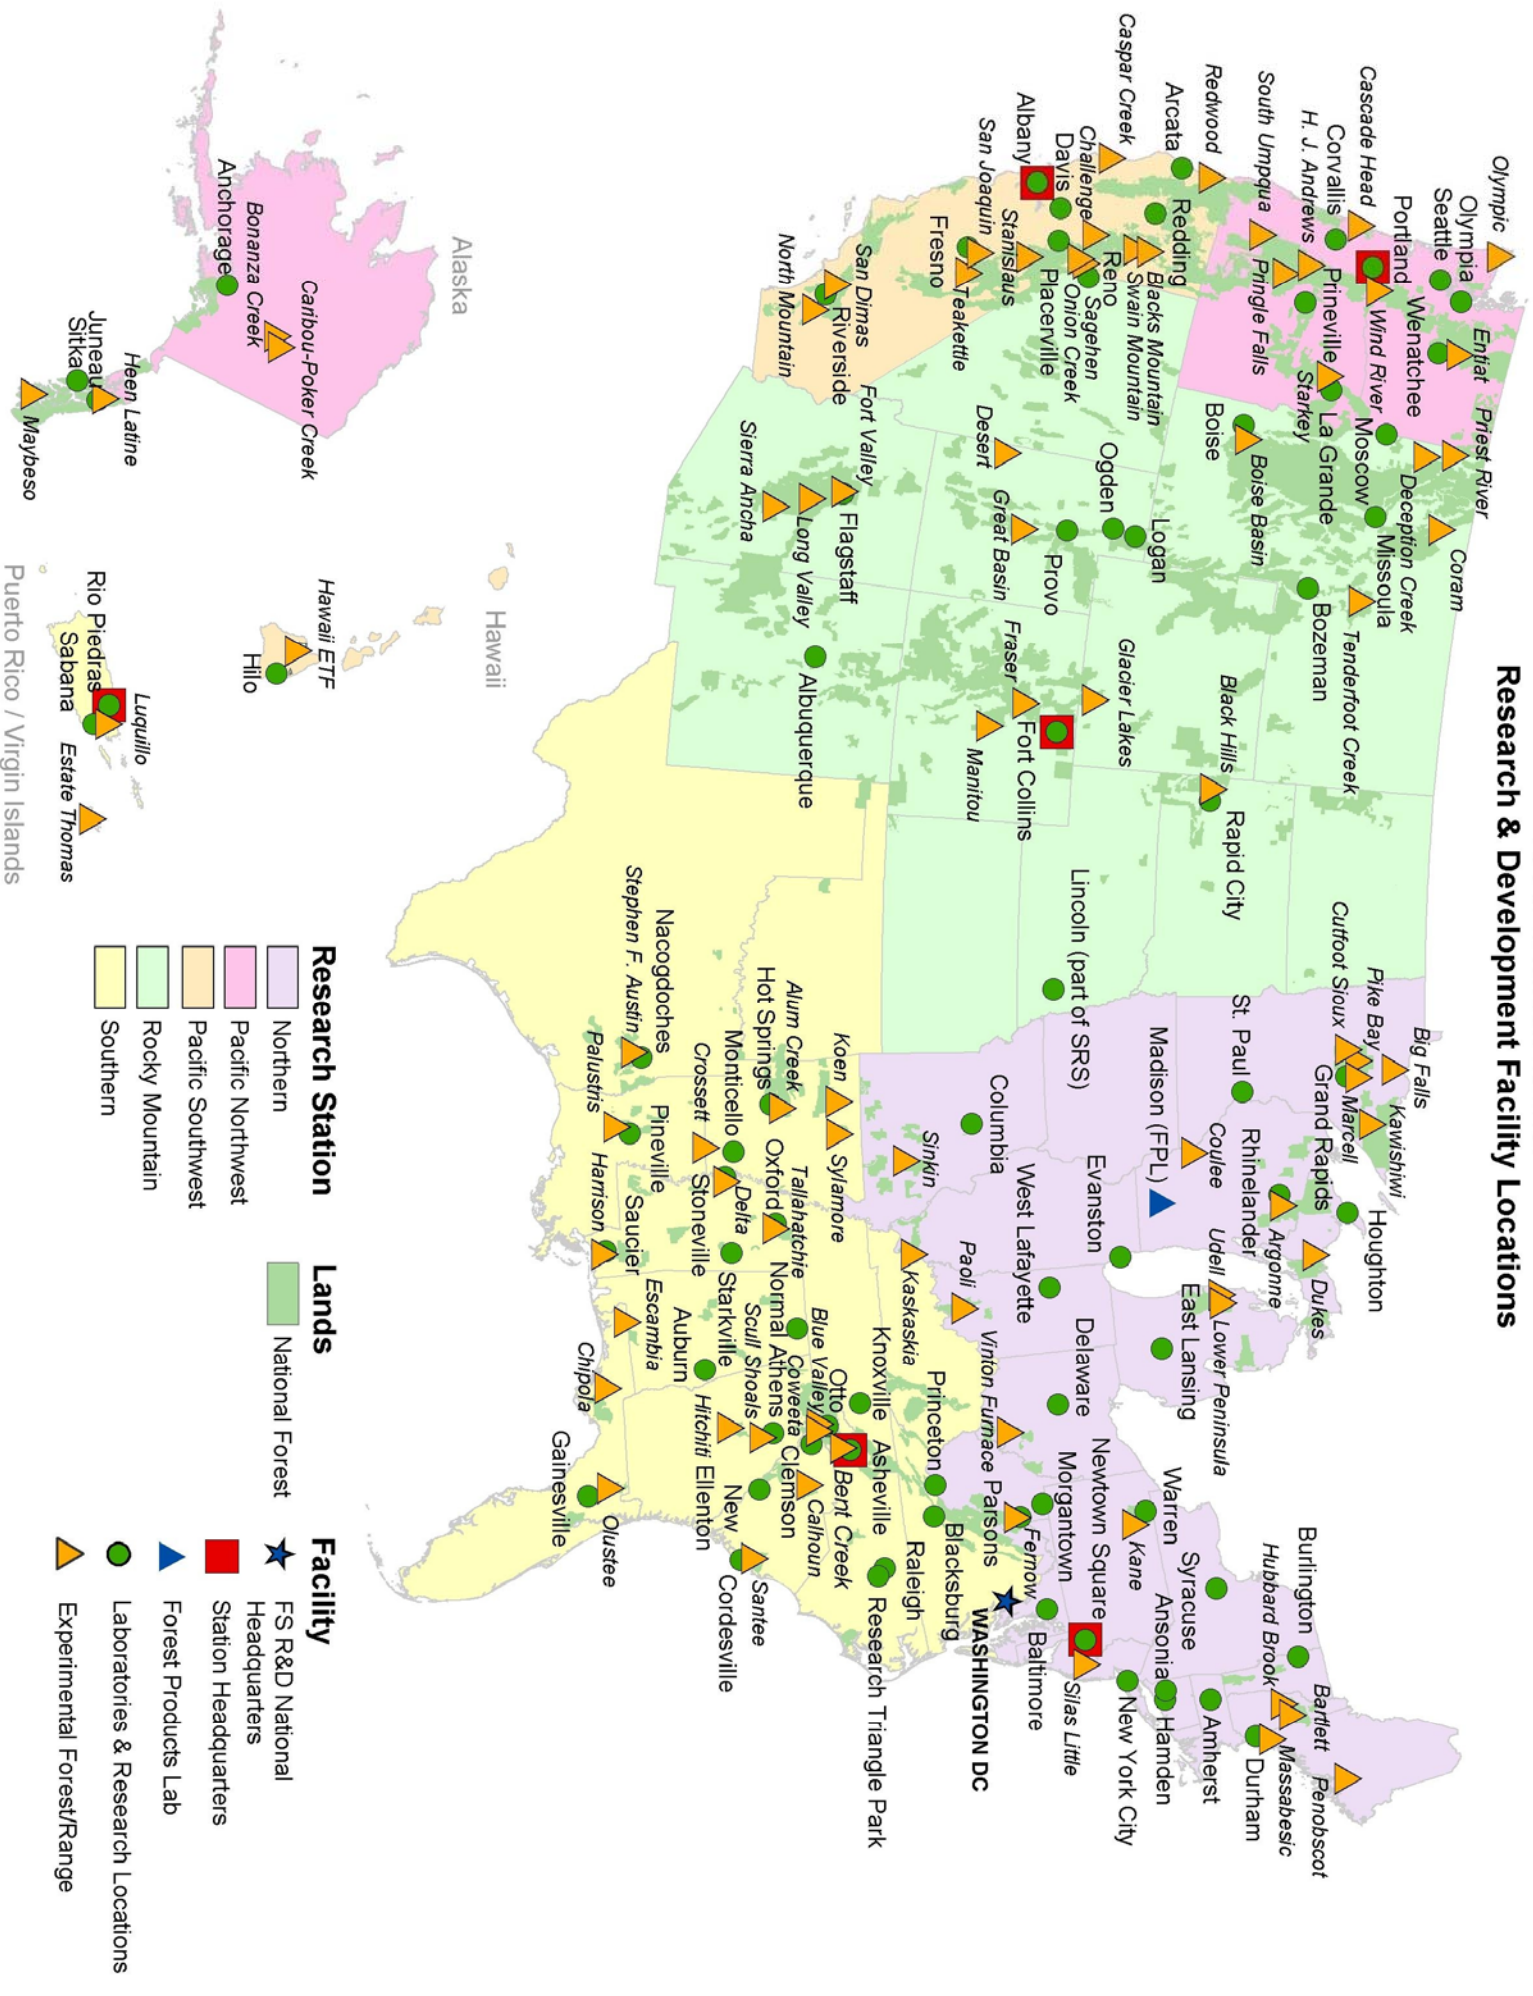 Research & Development Facility Locations
Olympic
Olympia
Seattle
Wenatchee
Entiat
Priest River
Portland
Wind River
Cascade Head
Corvallis
H. J. Andrews
Prineville
South Umpqua
Pringle Falls
Starkey
La Grande
Moscow
Deception Creek
Coram
Missoula
Tenderfoot Creek
Bozeman
Boise
Boise Basin
Redwood
Arcata
Redding
Blacks Mountain
Swain Mountain
Caspar Creek
Challenge
Davis
Reno
Sagehen
Onion Creek
Placerville
Albany
San Joaquin
Stanislaus
Fresno
Teakettle
San Dimas
Riverside
North Mountain
Logan
Ogden
Provo
Desert
Great Basin
Fort Valley
Flagstaff
Long Valley
Sierra Ancha
Albuquerque
Glacier Lakes
Fraser
Fort Collins
Manitou
Black Hills
Rapid City
Lincoln (part of SRS)
Big Falls
Pike Bay
Cutfoot Sioux
Kawishiwi
Marcell
Grand Rapids
St. Paul
Houghton
Dukes
Rhinelander
Argonne
Coulee
Madison (FPL)
Udell
Lower Peninsula
East Lansing
Evanston
West Lafayette
Columbia
Sinkin
Paoli
Kaskaskia
Delaware
Vinton Furnace
Warren
Kane
Morgantown
Parsons
Fernow
Newtown Square
Silas Little
Baltimore
WASHINGTON DC
Syracuse
Ansonia
Hamden
New York City
Amherst
Burlington
Hubbard Brook
Bartlett
Massabesic
Durham
Penobscot
Koen
Sylamore
Alum Creek
Hot Springs
Monticello
Crossett
Nacogdoches
Stephen F. Austin
Palustris
Pineville
Harrison
Saucier
Oxford
Tallahatchie
Delta
Stoneville
Starkville
Normal
Escambia
Auburn
Chipola
Knoxville
Princeton
Blacksburg
Otto
Blue Valley
Coweeta
Asheville
Bent Creek
Athens
Scull Shoals
Clemson
Calhoun
Hitchiti
New Ellenton
Raleigh
Research Triangle Park
Santee
Cordesville
Olustee
Gainesville
Alaska
Caribou-Poker Creek
Bonanza Creek
Anchorage
Juneau
Sitka
Heen Latine
Maybeso
Hawaii
Hawaii ETF
Hilo
Rio Piedras
Sabana
Luquillo
Estate Thomas
Puerto Rico / Virgin Islands
Research Station
Northern
Pacific Northwest
Pacific Southwest
Rocky Mountain
Southern
Lands
National Forest
Facility
FS R&D National
Headquarters
Station Headquarters
Forest Products Lab
Laboratories & Research Locations
Experimental Forest/Range